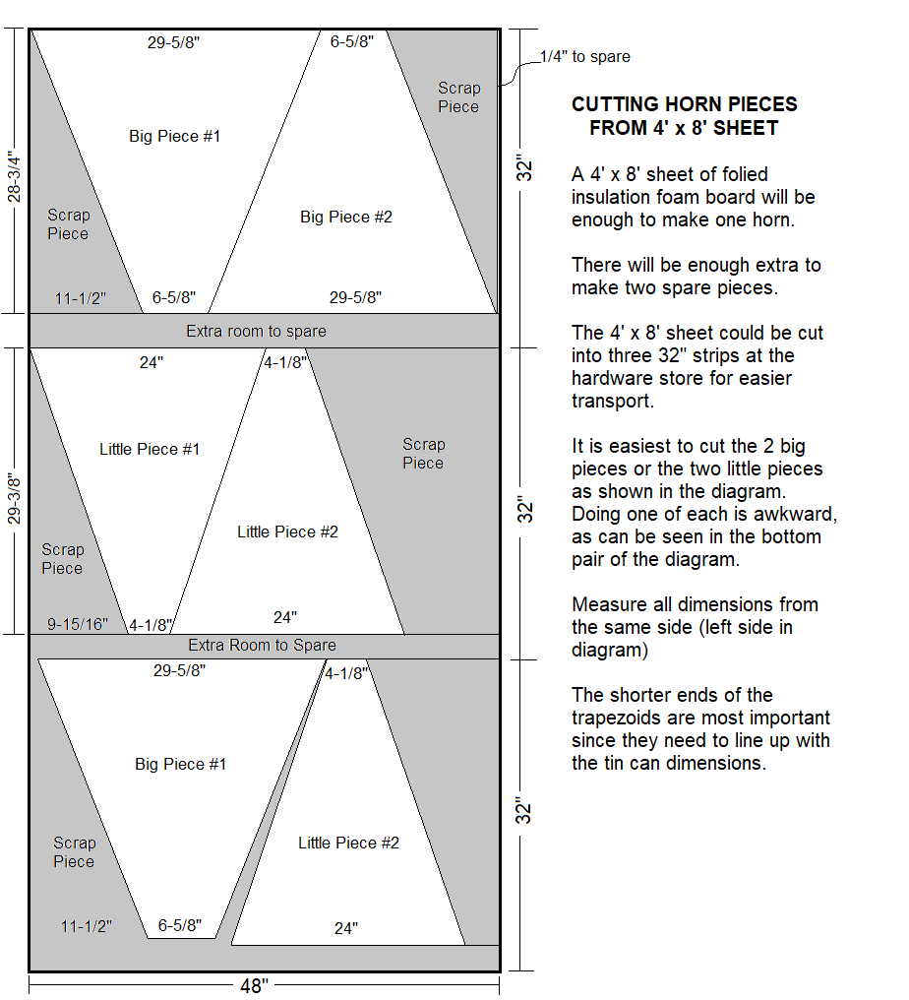 29-5/8"
6-5/8"
1/4" to spare
Scrap
Piece
Big Piece #1
28-3/4"
32"
Scrap
Piece
Big Piece #2
11-1/2"
6-5/8"
29-5/8"
Extra room to spare
24"
4-1/8"
Little Piece #1
Scrap
Piece
29-3/8"
32"
Little Piece #2
Scrap
Piece
9-15/16"
4-1/8"
24"
Extra Room to Spare
29-5/8"
4-1/8"
Big Piece #1
32"
Scrap
Piece
Little Piece #2
11-1/2"
6-5/8"
24"
48"
CUTTING HORN PIECES
FROM 4' x 8' SHEET
A 4' x 8' sheet of folied
insulation foam board will be
enough to make one horn.
There will be enough extra to
make two spare pieces.
The 4' x 8' sheet could be cut
into three 32" strips at the
hardware store for easier
transport.
It is easiest to cut the 2 big
pieces or the two little pieces
as shown in the diagram.
Doing one of each is awkward,
as can be seen in the bottom
pair of the diagram.
Measure all dimensions from
the same side (left side in
diagram)
The shorter ends of the
trapezoids are most important
since they need to line up with
the tin can dimensions.